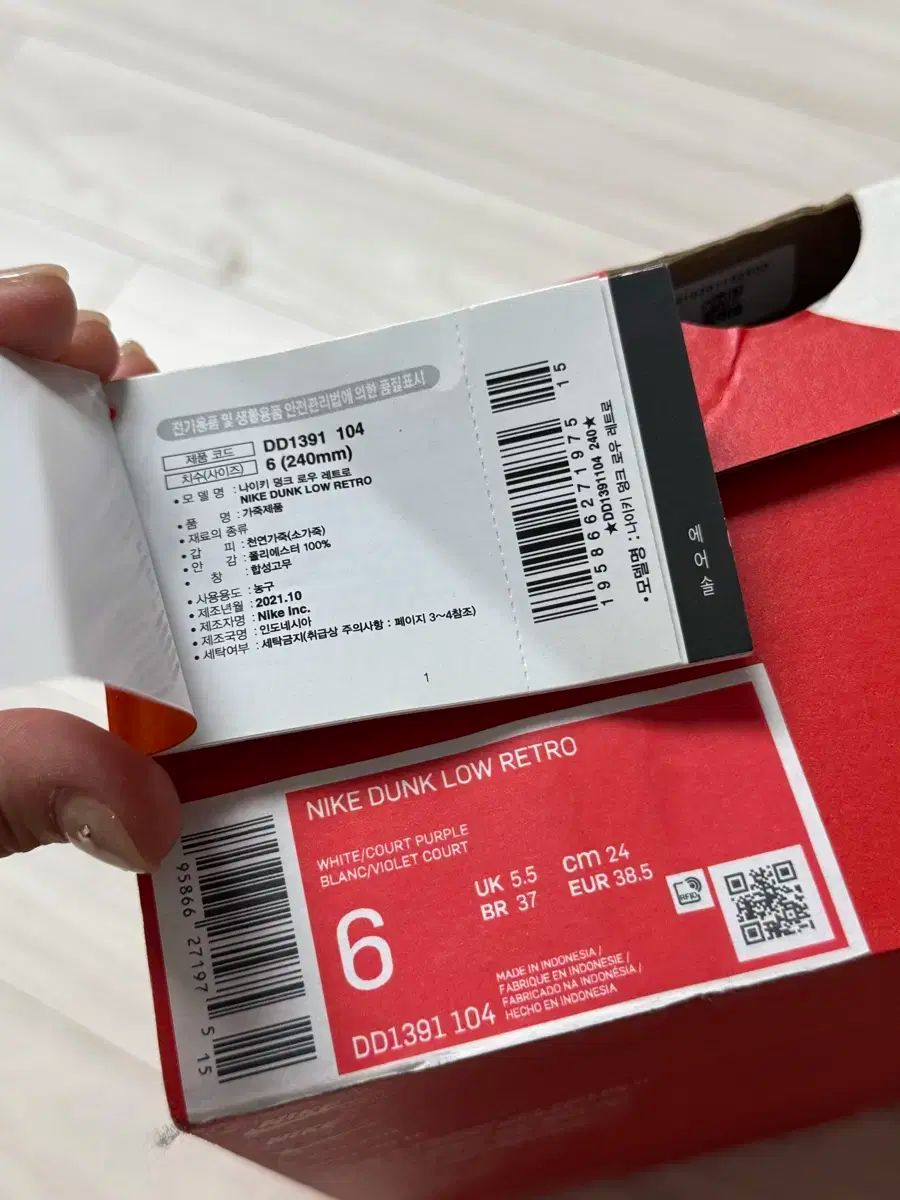 전기용품 및 생활용품 안전관리법에 의한 품질표시
제품 코드 DD1391 104
치수(사이즈) 6 (240mm)
• 모 델 명 : 나이키 덩크 로우 레트로
NIKE DUNK LOW RETRO
• 품 명 : 가죽제품
• 재료의 종류
• 갑 피 : 천연가죽(소가죽)
• 안 감 : 폴리에스터 100%
• 창 : 합성고무
• 사용용도 : 농구
• 제조년월 : 2021.10
• 제조자명 : Nike Inc.
• 제조국명 : 인도네시아
• 세탁여부 : 세탁금지(취급상 주의사항 : 페이지 3~4참조)
1
15
195866271975
★DD1391104 240★
• 모델명 : 나이키 덩크 로우 레트로
에어솔
NIKE DUNK LOW RETRO
WHITE/COURT PURPLE
BLANC/VIOLET COURT
6
UK 5.5
BR 37
cm 24
EUR 38.5
RFID
MADE IN INDONESIA /
FABRIQUE EN INDONESIE/
FABRICADO NA INDONÉSIA /
HECHO EN INDONESIA
DD1391 104
95866 27197 5 15